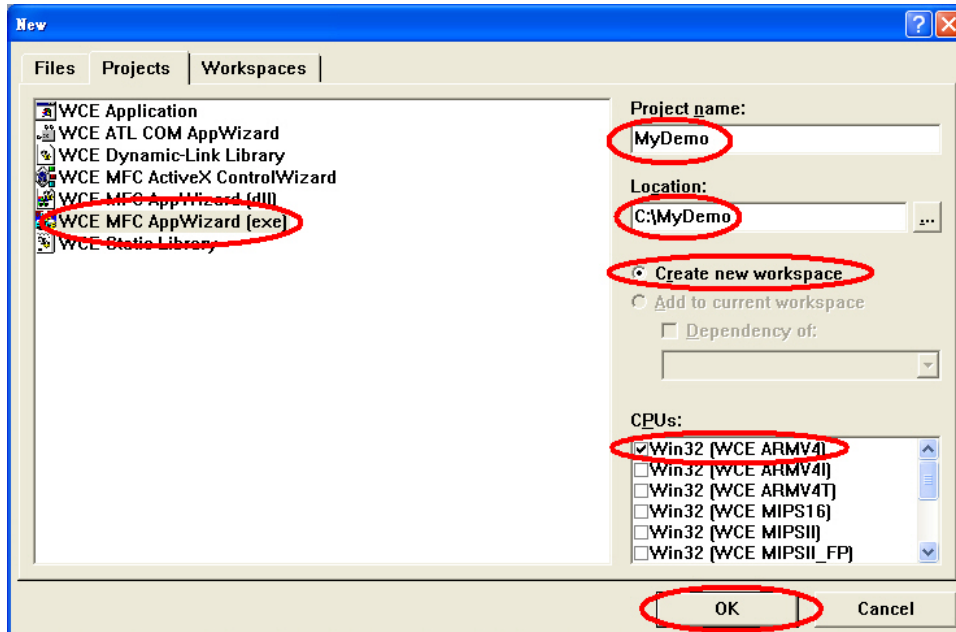 New
Files Projects Workspaces
WCE Application
WCE ATL COM AppWizard
WCE Dynamic-Link Library
WCE MFC ActiveX ControlWizard
WCE MFC AppWizard (dll)
WCE MFC AppWizard (exe)
WCE Static Library
Project name:
MyDemo
Location:
C:\MyDemo
...
Create new workspace
Add to current workspace
Dependency of:
CPUs:
Win32 (WCE ARMV4)
Win32 (WCE ARMV4I)
Win32 (WCE ARMV4T)
Win32 (WCE MIPS16)
Win32 (WCE MIPSII)
Win32 (WCE MIPSII_FP)
OK Cancel